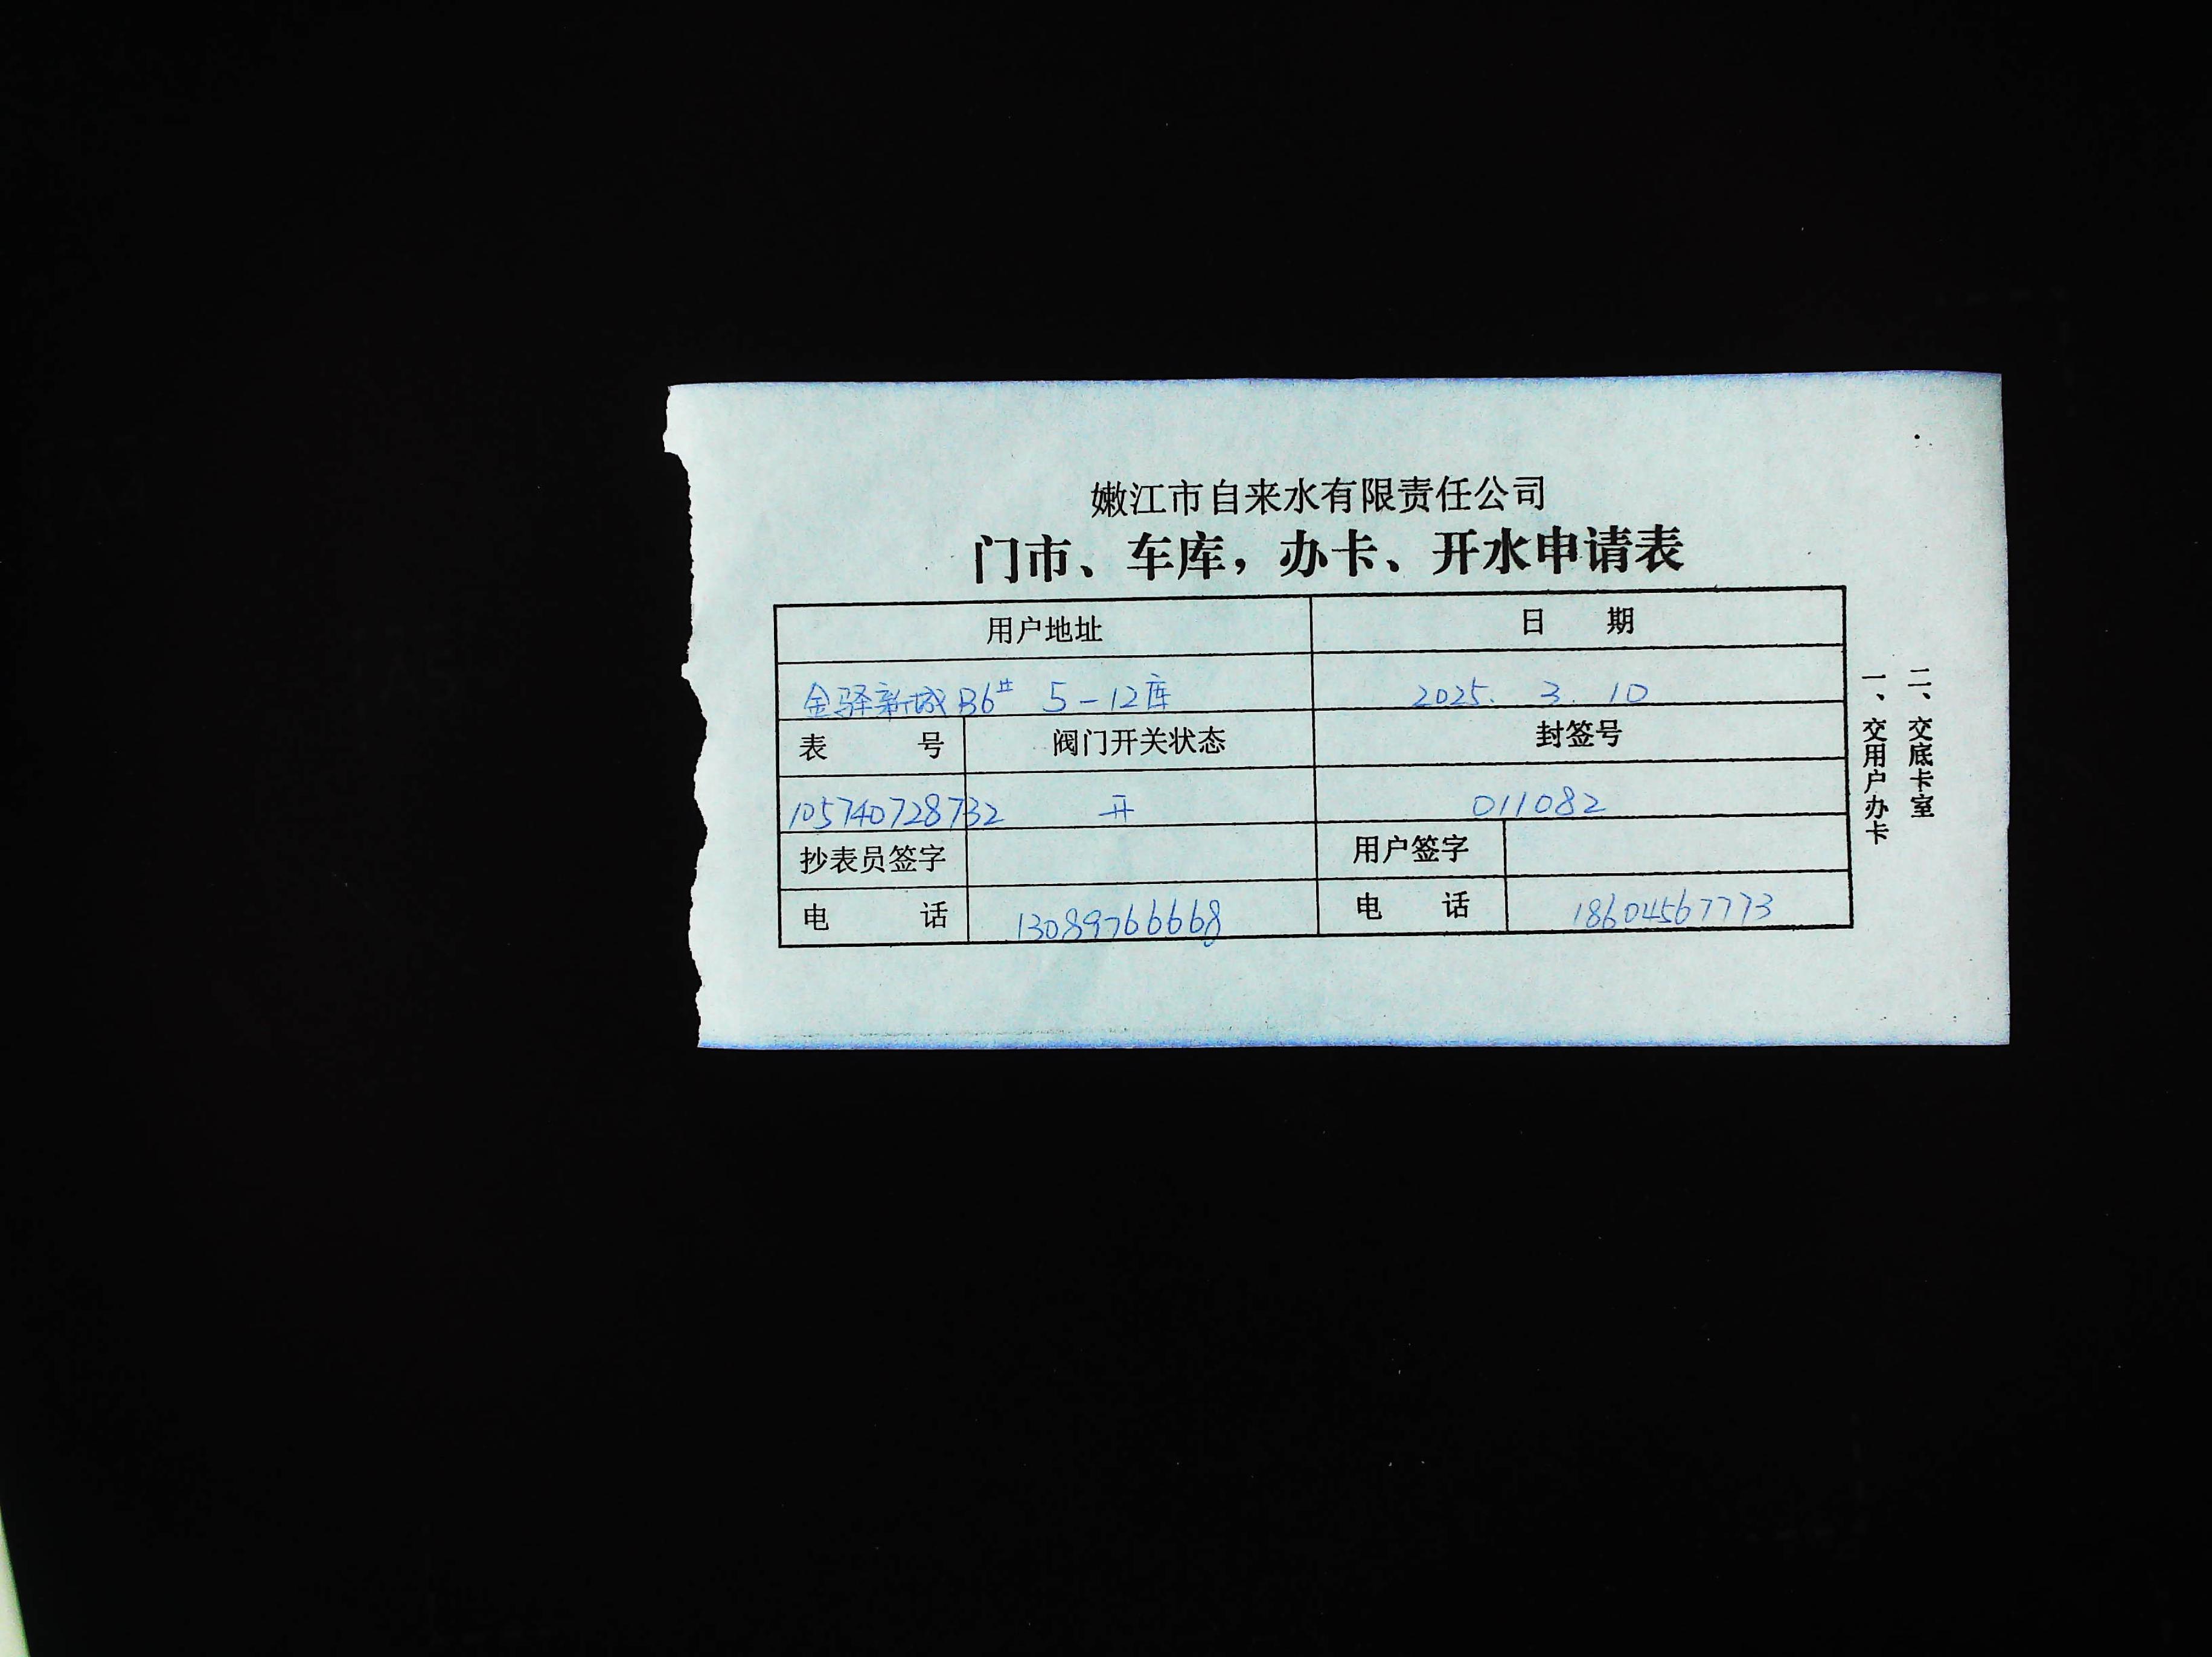 嫩江市自来水有限责任公司
门市、车库，办卡、开水申请表
用户地址 日 期
金驿新城B6# 5-12库 2025. 3. 10
表 号 阀门开关状态 封签号
105740728732 开 011082
抄表员签字 用户签字
电 话 13089766668 电 话 18604567773
一、交用户办卡
二、交底卡室